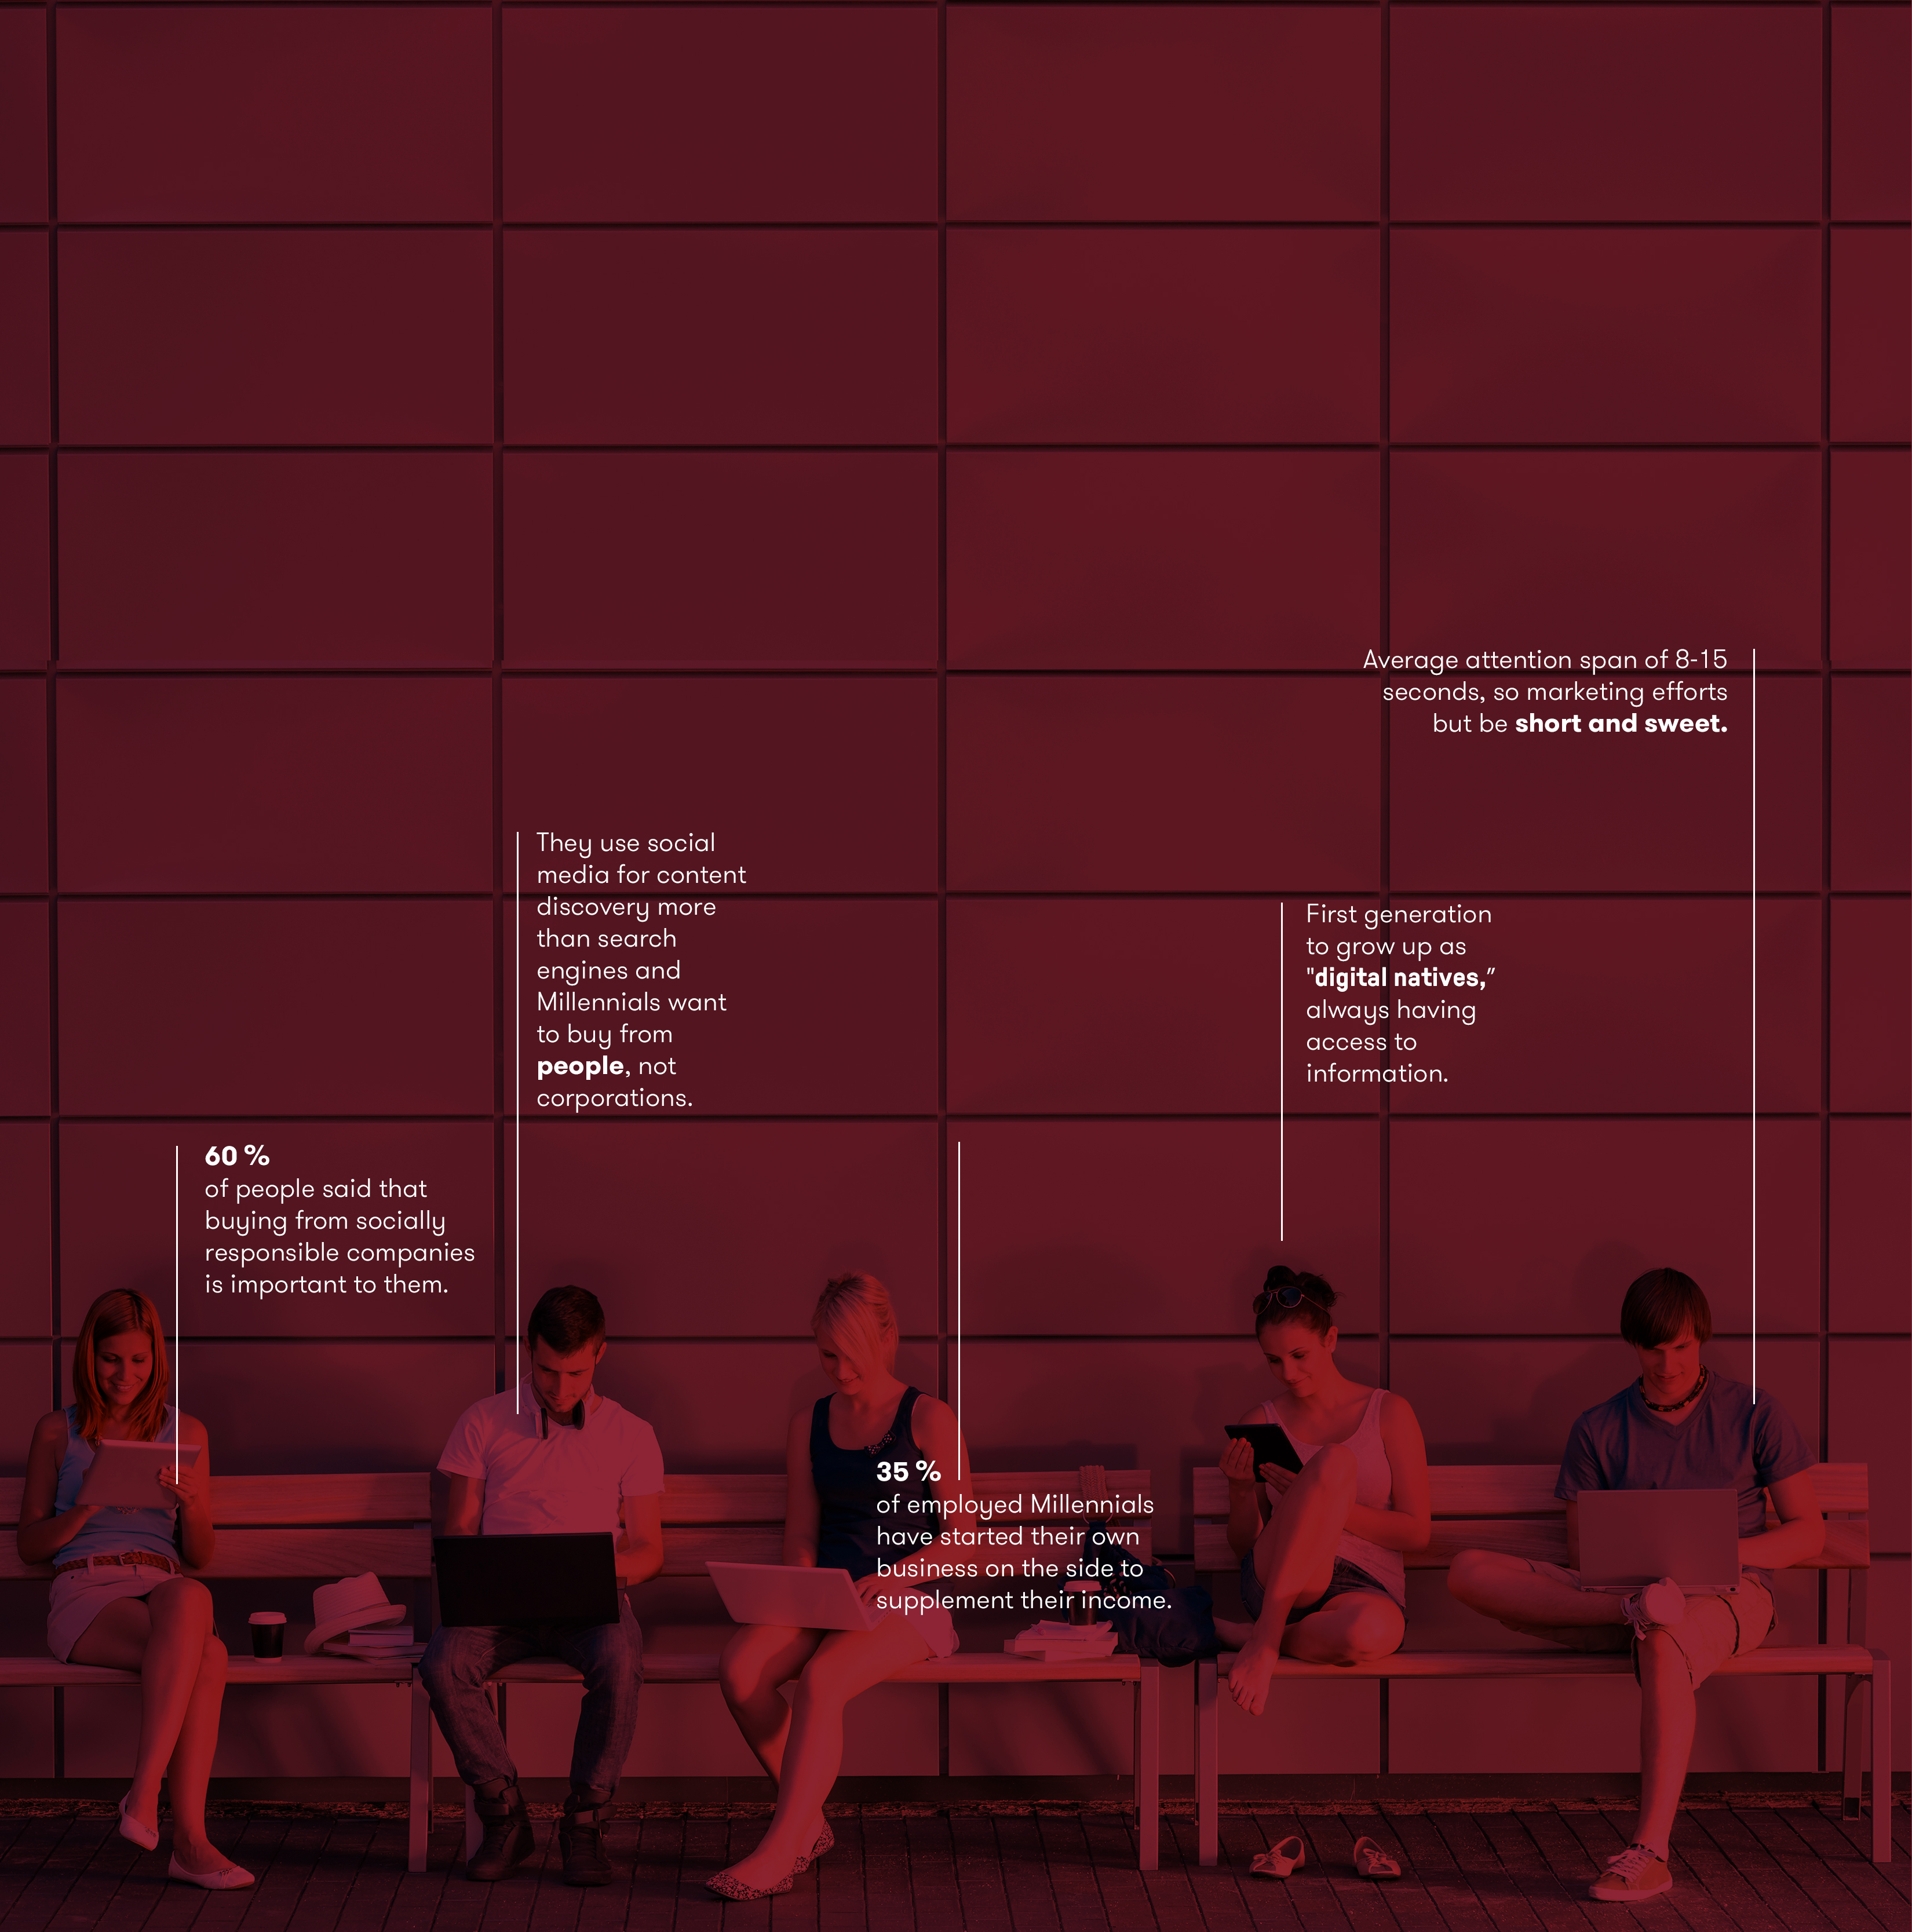 60 %
of people said that
buying from socially
responsible companies
is important to them.
They use social
media for content
discovery more
than search
engines and
Millennials want
to buy from
people, not
corporations.
35 %
of employed Millennials
have started their own
business on the side to
supplement their income.
First generation
to grow up as
"digital natives,”
always having
access to
information.
Average attention span of 8-15
seconds, so marketing efforts
but be short and sweet.